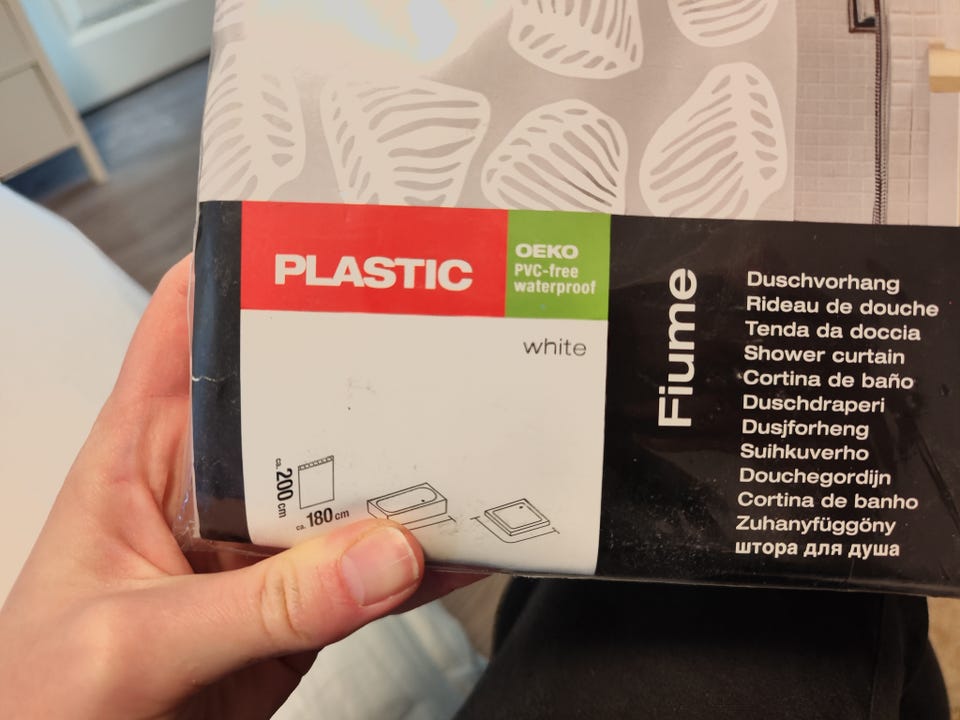 PLASTIC
OEKO
PVC-free
waterproof
white
ca. 200 cm
ca. 180 cm
Fiume
Duschvorhang
Rideau de douche
Tenda da doccia
Shower curtain
Cortina de baño
Duschdraperi
Dusjforheng
Suihkuverho
Douchegordijn
Cortina de banho
Zuhanyfüggöny
штора для душа